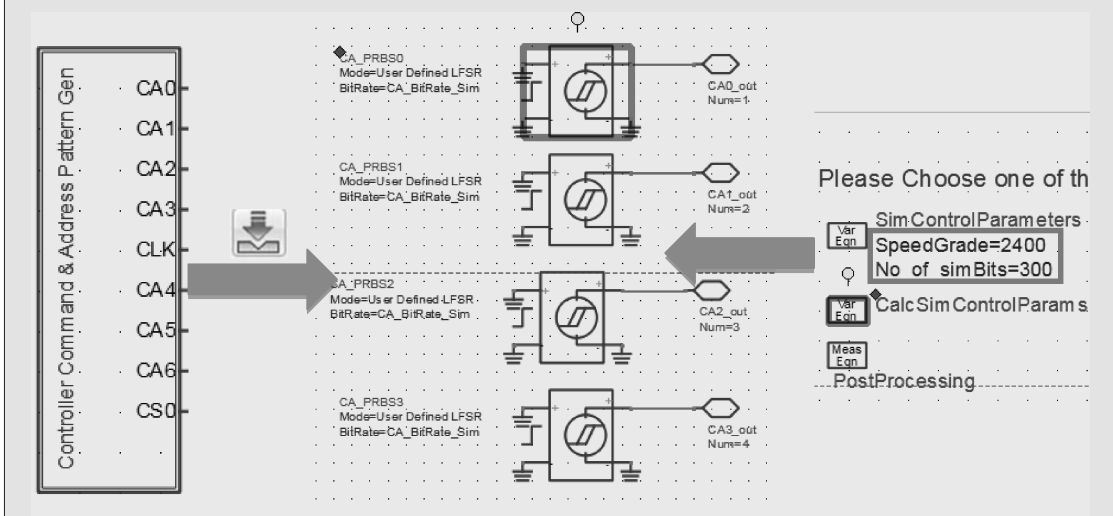 Controller Command & Address Pattern Gen
CA0
CA1
CA2
CA3
CLK
CA4
CA5
CA6
CS0
CA_PRBS0
Mode=User Defined LFSR
BitRate=CA_BitRate_Sim
CA0_out
Num=1
CA_PRBS1
Mode=User Defined LFSR
BitRate=CA_BitRate_Sim
CA1_out
Num=2
CA_PRBS2
Mode=User Defined LFSR
BitRate=CA_BitRate_Sim
CA2_out
Num=3
CA_PRBS3
Mode=User Defined LFSR
BitRate=CA_BitRate_Sim
CA3_out
Num=4
Please Choose one of th
Var
Eqn
SimControlParameters
SpeedGrade=2400
No_of_simBits=300
Var
Eqn
CalcSimControlParams
Meas
Eqn
PostProcessing